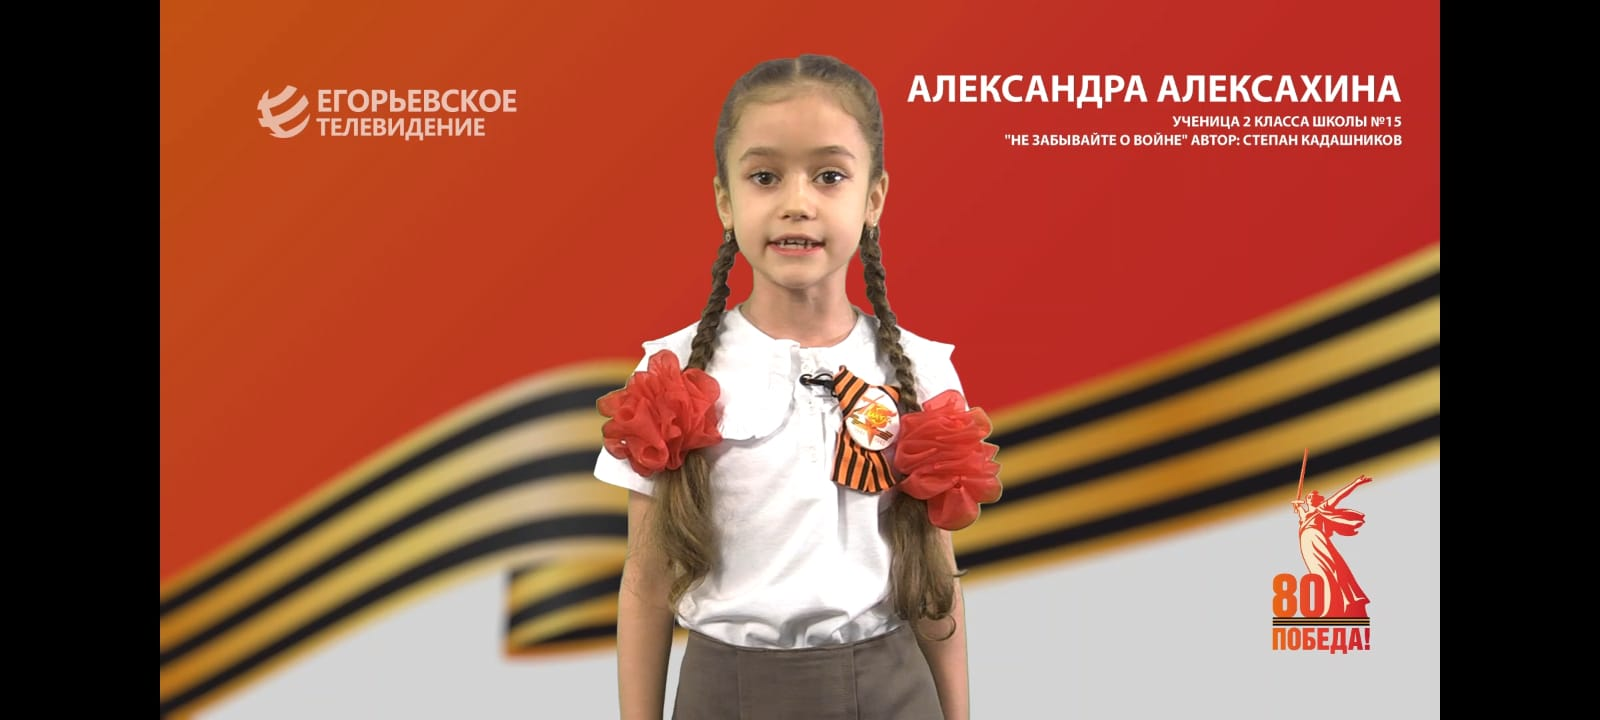 ЕГОРЬЕВСКОЕ
ТЕЛЕВИДЕНИЕ
АЛЕКСАНДРА АЛЕКСАХИНА
УЧЕНИЦА 2 КЛАССА ШКОЛЫ №15
"НЕ ЗАБЫВАЙТЕ О ВОЙНЕ" АВТОР: СТЕПАН КАДАШНИКОВ
80
ПОБЕДА!